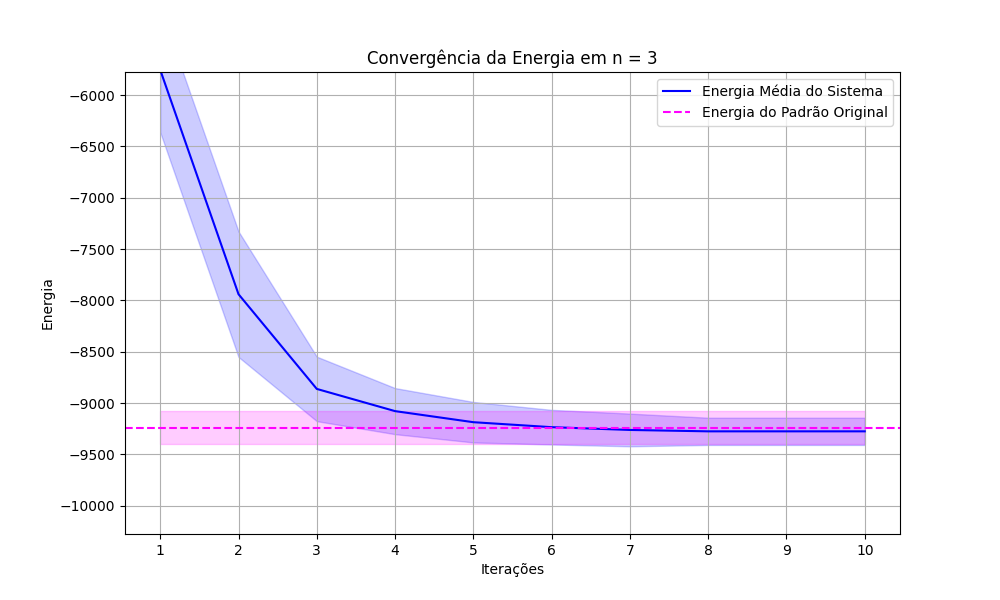 Convergência da Energia em n = 3
Energia Média do Sistema
Energia do Padrão Original
−6000
−6500
−7000
−7500
−8000
−8500
−9000
−9500
−10000
Energia
1 2 3 4 5 6 7 8 9 10
Iterações